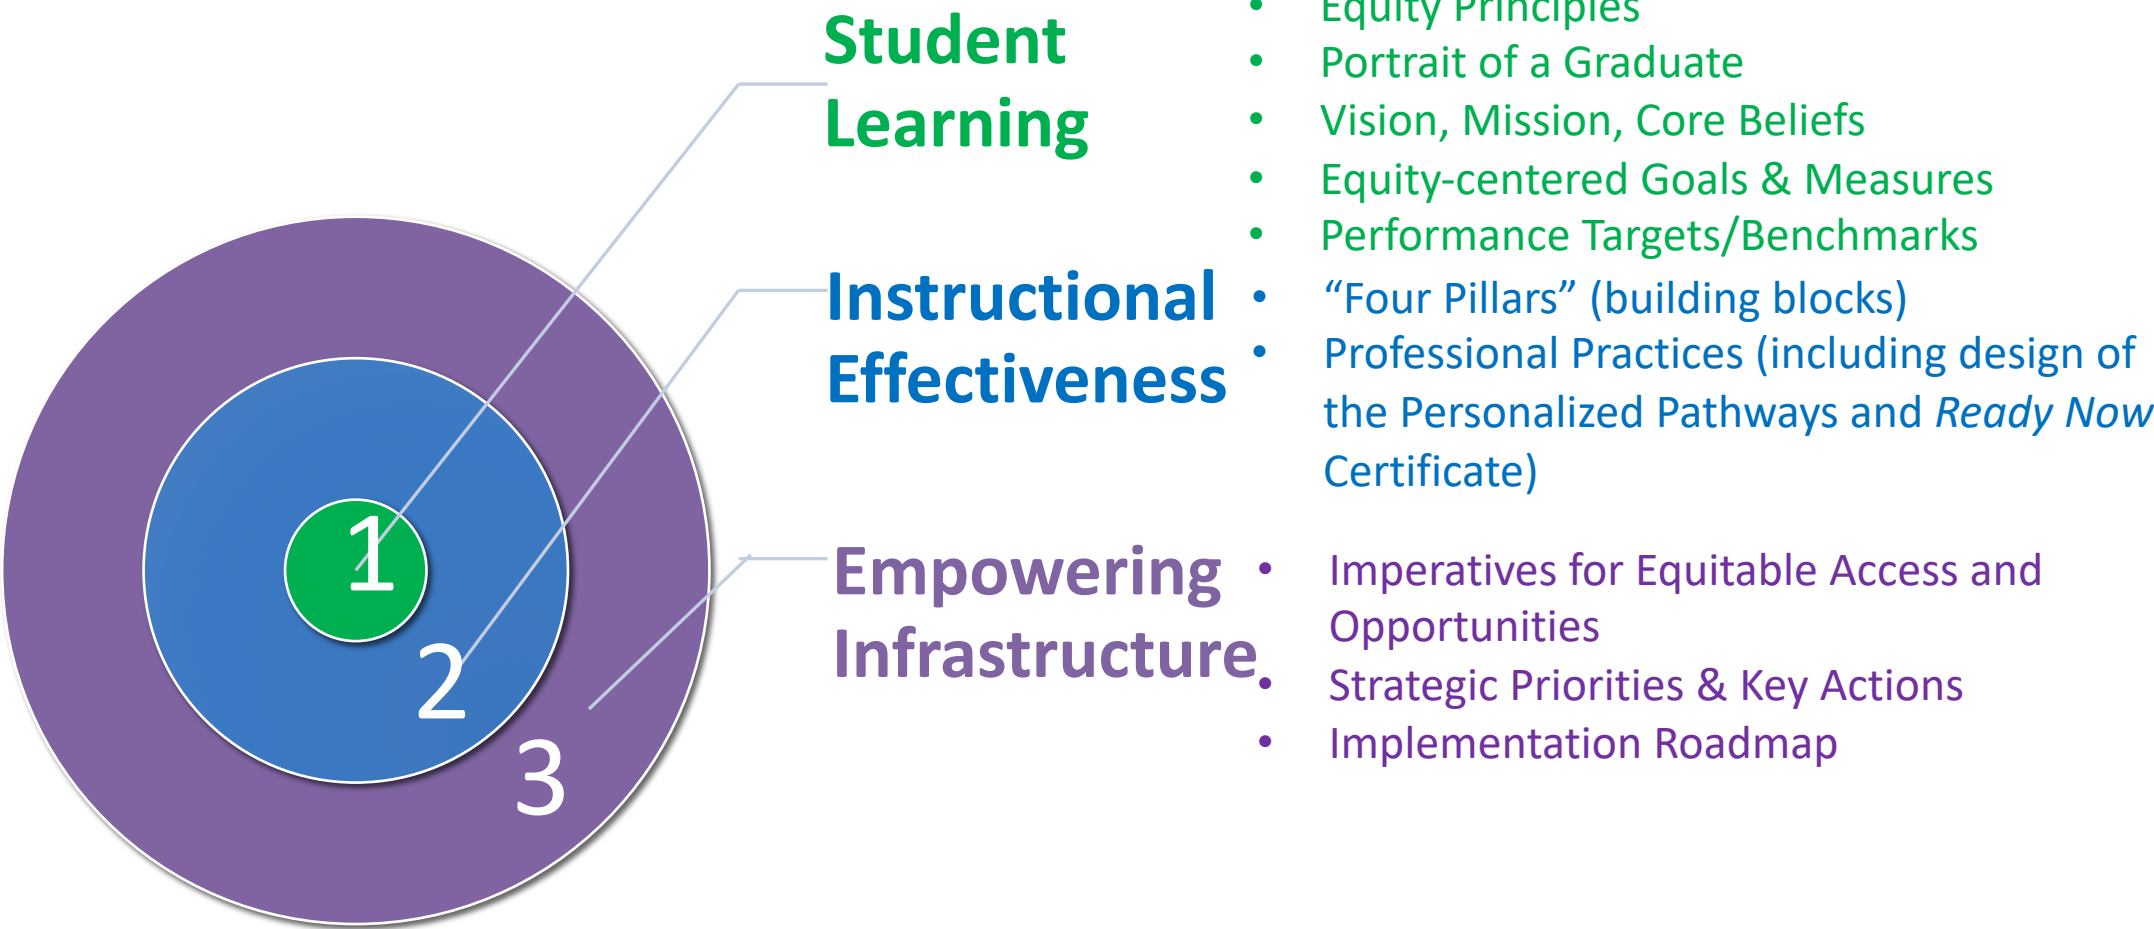 Student
Learning
• Equity Principles
• Portrait of a Graduate
• Vision, Mission, Core Beliefs
• Equity-centered Goals & Measures
• Performance Targets/Benchmarks
Instructional
Effectiveness
• “Four Pillars” (building blocks)
• Professional Practices (including design of
the Personalized Pathways and Ready Now
Certificate)
Empowering
Infrastructure
• Imperatives for Equitable Access and
Opportunities
• Strategic Priorities & Key Actions
• Implementation Roadmap
1
2
3